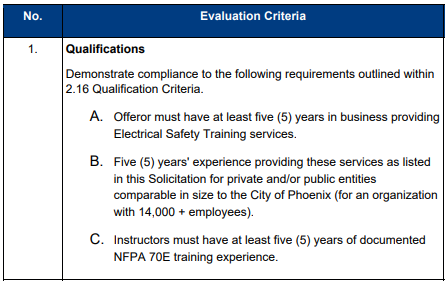 No. Evaluation Criteria
1. Qualifications
Demonstrate compliance to the following requirements outlined within
2.16 Qualification Criteria.
A. Offeror must have at least five (5) years in business providing
Electrical Safety Training services.
B. Five (5) years' experience providing these services as listed
in this Solicitation for private and/or public entities
comparable in size to the City of Phoenix (for an organization
with 14,000 + employees).
C. Instructors must have at least five (5) years of documented
NFPA 70E training experience.